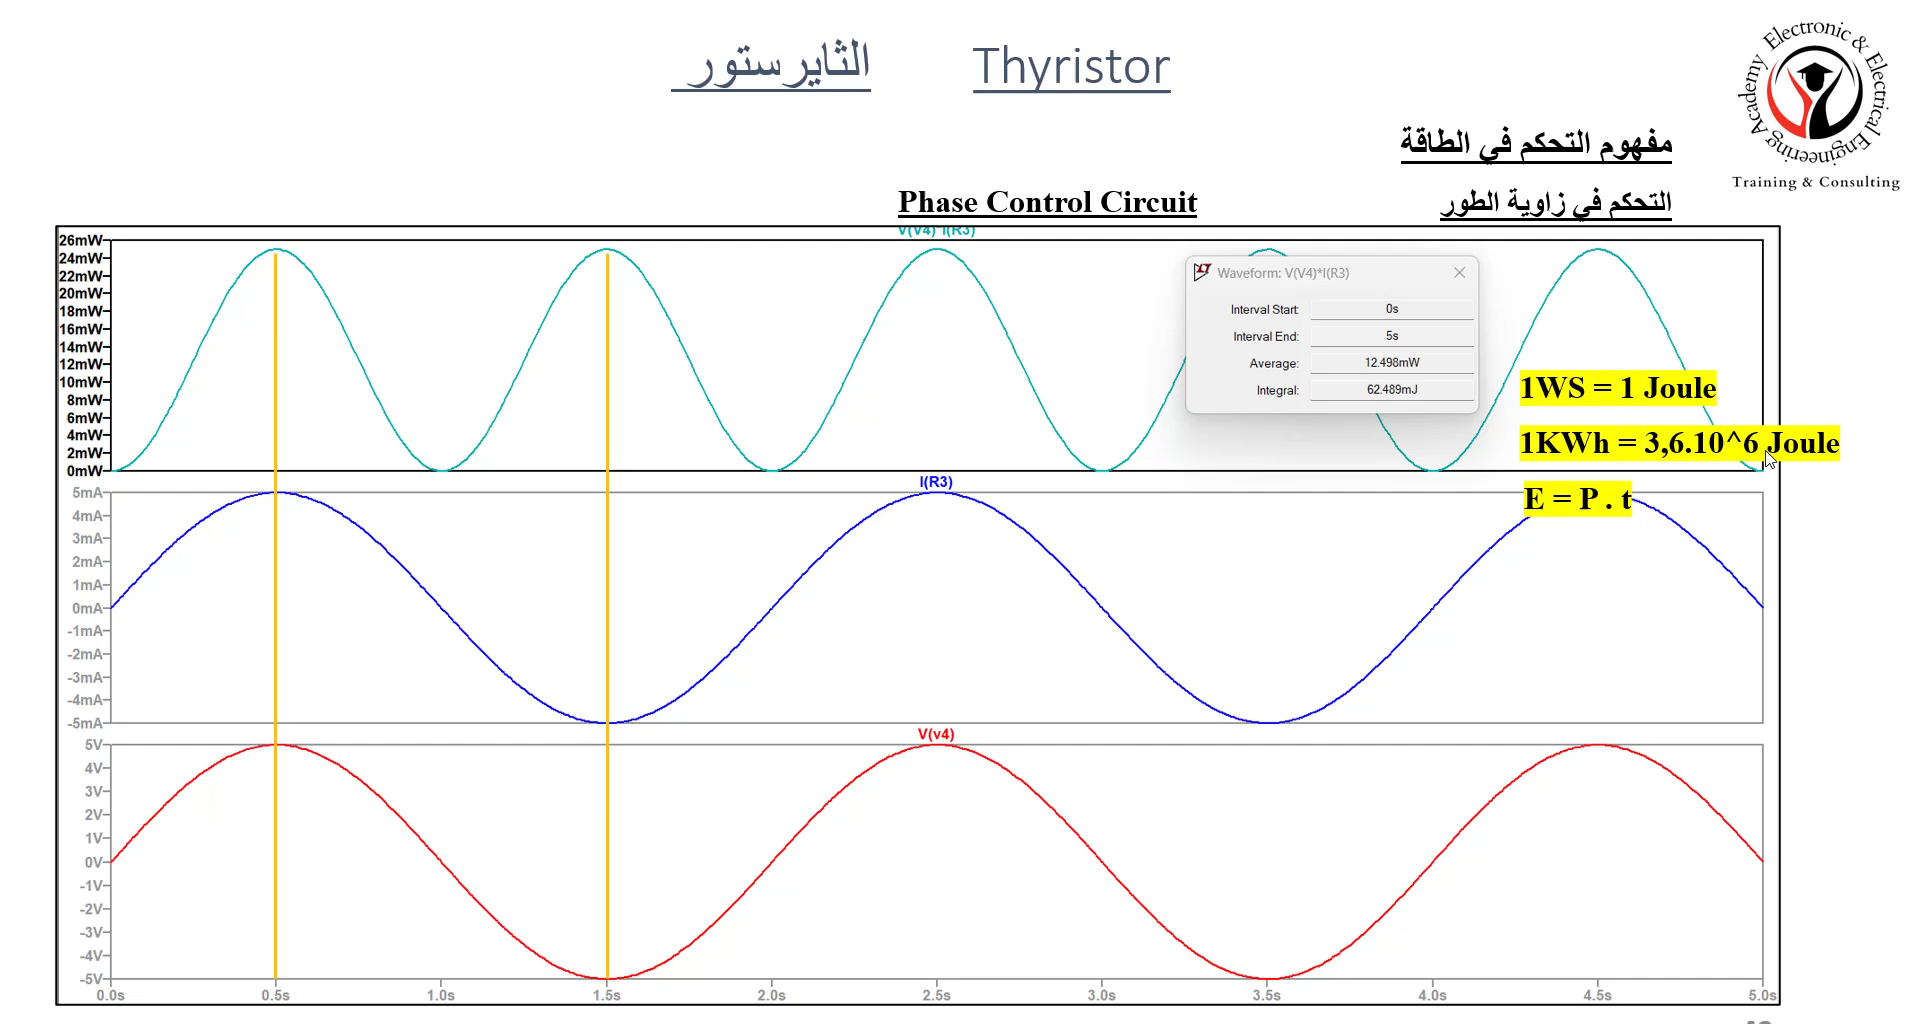 الثايرستور Thyristor
Electronic & Electrical Engineering Academy
Training & Consulting
مفهوم التحكم في الطاقة
Phase Control Circuit التحكم في زاوية الطور
V(V4)*I(R3)
26mW
24mW
22mW
20mW
18mW
16mW
14mW
12mW
10mW
8mW
6mW
4mW
2mW
0mW
Waveform: V(V4)*I(R3)
Interval Start: 0s
Interval End: 5s
Average: 12.498mW
Integral: 62.489mJ
1WS = 1 Joule
1KWh = 3,6.10^6 Joule
E = P . t
I(R3)
5mA
4mA
3mA
2mA
1mA
0mA
-1mA
-2mA
-3mA
-4mA
-5mA
V(v4)
5V
4V
3V
2V
1V
0V
-1V
-2V
-3V
-4V
-5V
0.0s 0.5s 1.0s 1.5s 2.0s 2.5s 3.0s 3.5s 4.0s 4.5s 5.0s